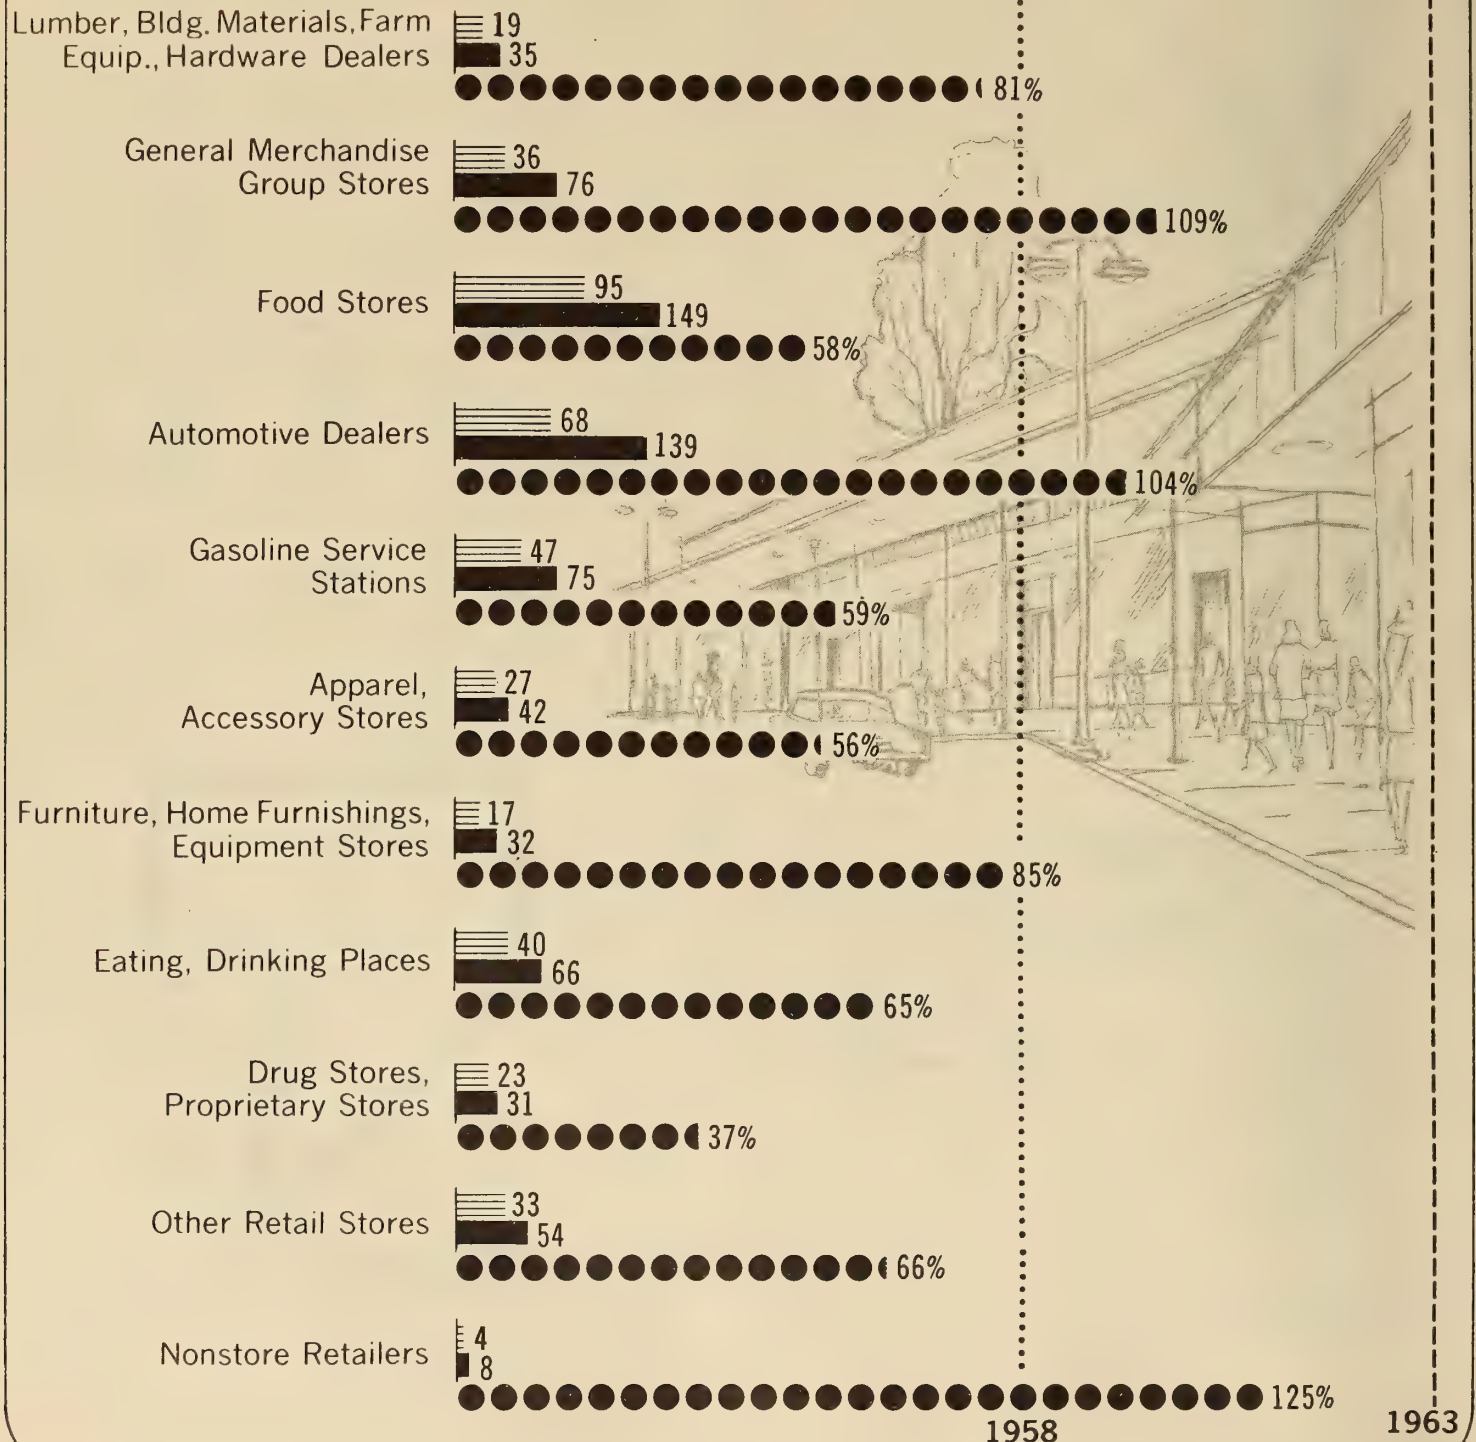 Lumber, Bldg. Materials, Farm
Equip., Hardware Dealers
19
35
81%
General Merchandise
Group Stores
36
76
109%
Food Stores
95
149
58%
Automotive Dealers
68
139
104%
Gasoline Service
Stations
47
75
59%
Apparel,
Accessory Stores
27
42
56%
Furniture, Home Furnishings,
Equipment Stores
17
32
85%
Eating, Drinking Places
40
66
65%
Drug Stores,
Proprietary Stores
23
31
37%
Other Retail Stores
33
54
66%
Nonstore Retailers
4
8
125%
1958
1963